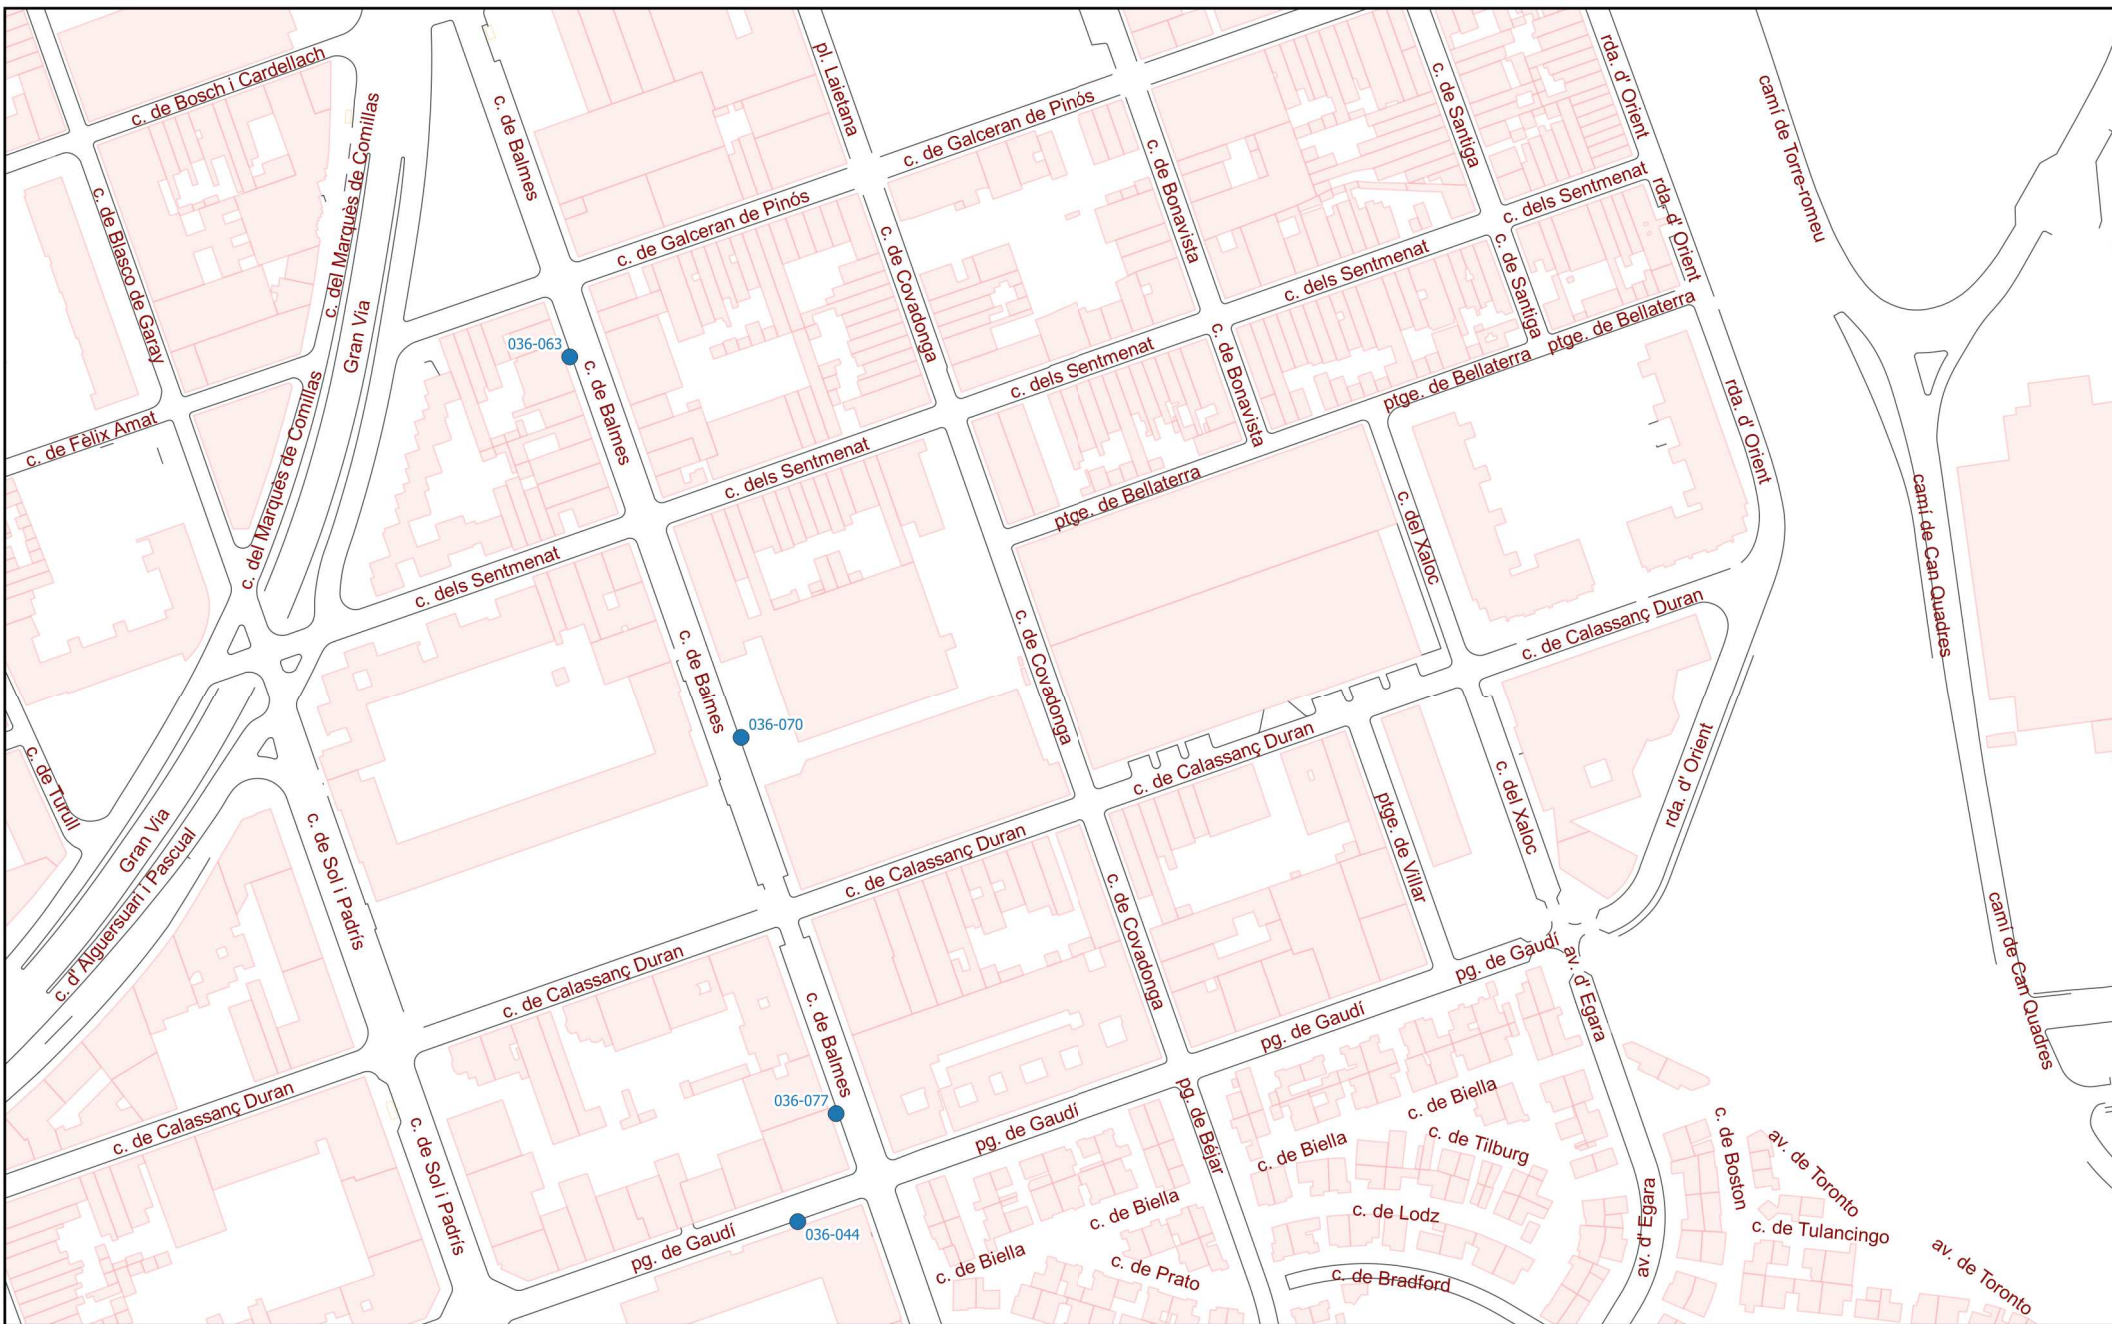 c. de Bosch i Cardellach
c. del Marquès de Comillas
c. de Balmes
pl. Laietana
c. de Galceran de Pinós
c. de Santiga
rda. d' Orient
camí de Torre-romeu
c. de Blasco de Garay
Gran Via
c. de Galceran de Pinós
c. de Covadonga
c. de Bonavista
c. dels Sentmenat
c. dels Sentmenat
rda. d' Orient
c. de Santiga
ptge. de Bellaterra
036-063
c. de Balmes
c. dels Sentmenat
c. de Bonavista
ptge. de Bellaterra
rda. d' Orient
c. de Fèlix Amat
c. del Marquès de Comillas
c. dels Sentmenat
ptge. de Bellaterra
c. del Xaloc
camí de Can Quadres
c. dels Sentmenat
c. de Balmes
c. de Covadonga
c. de Calassanç Duran
036-070
c. de Turull
Gran Via
c. d' Alguersuari i Pascual
c. de Sol i Padrís
c. de Calassanç Duran
c. de Calassanç Duran
ptge. de Villar
c. del Xaloc
rda. d' Orient
c. de Covadonga
camí de Can Quadres
c. de Calassanç Duran
c. de Balmes
pg. de Gaudí
pg. de Gaudí
av. d' Egara
036-077
c. de Calassanç Duran
c. de Sol i Padrís
pg. de Gaudí
pg. de Béjar
c. de Biella
c. de Biella
c. de Tilburg
c. de Boston
av. de Toronto
036-044
pg. de Gaudí
c. de Biella
c. de Biella
c. de Prato
c. de Lodz
c. de Bradford
av. d' Egara
c. de Tulancingo
av. de Toronto